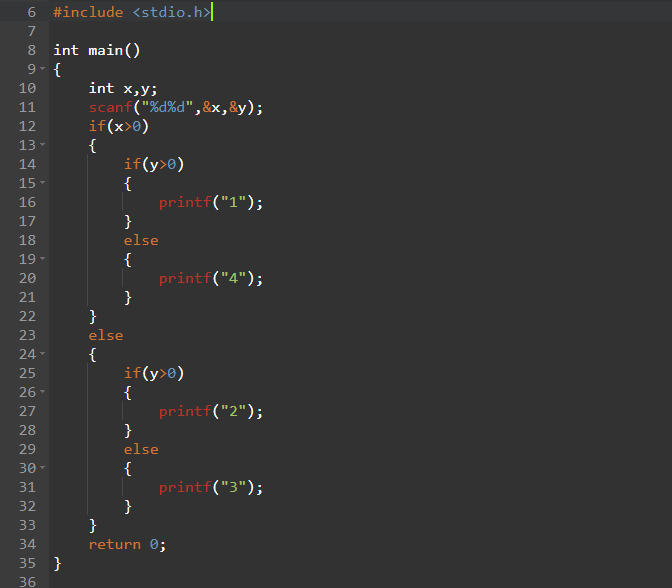 6 #include <stdio.h>
7
8 int main()
9 {
10 int x,y;
11 scanf("%d%d",&x,&y);
12 if(x>0)
13 {
14 if(y>0)
15 {
16 printf("1");
17 }
18 else
19 {
20 printf("4");
21 }
22 }
23 else
24 {
25 if(y>0)
26 {
27 printf("2");
28 }
29 else
30 {
31 printf("3");
32 }
33 }
34 return 0;
35 }
36